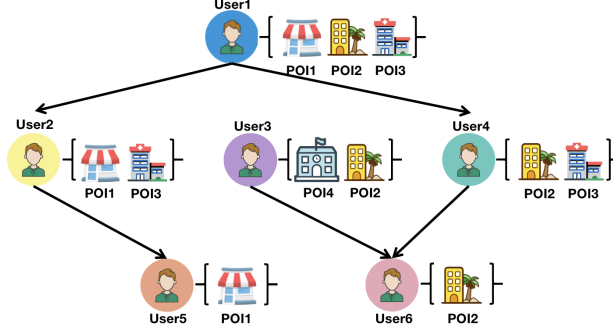 User1
POI1 POI2 POI3
User2 User3 User4
POI1 POI3 POI4 POI2 POI2 POI3
User5 POI1 User6 POI2